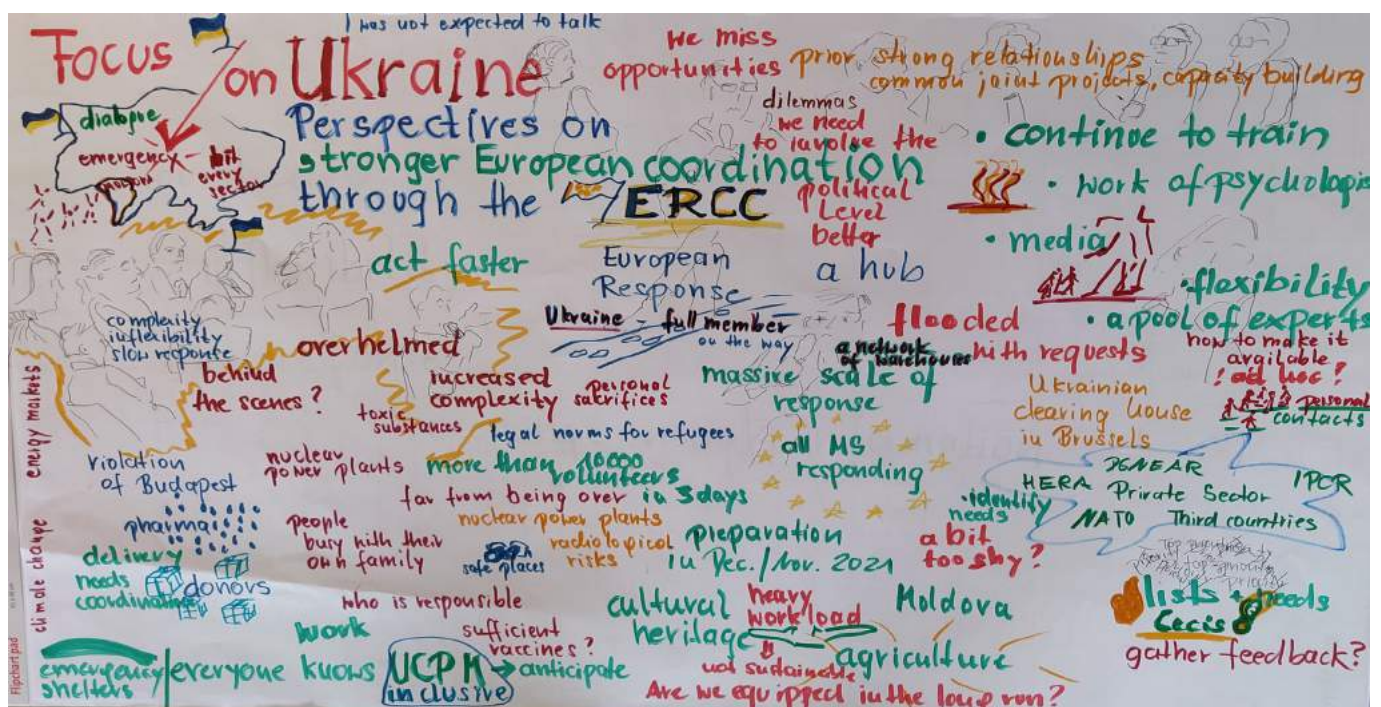 I was not expected to talk
Focus
on Ukraine
we miss
opportunities
prior strong relationships
common joint projects, capacity building
dialogue
emergency
hit
every
sector
Moldova
Perspectives on
stronger European coordination
through the
ERCC
dilemmas
we need
to involve the
political
level
better
• continue to train
• work of psychologis
• media
• flexibility
• a pool of experts
how to make it
available
! ad hoc ?
personal
contacts
act faster
European
Response
a hub
complexity
inflexibility
slow response
overhelmed
Ukraine - full member
on the way
flooded
with requests
a network
of warehouses
behind
the scenes?
increased
complexity
personal
sacrifices
massive scale of
response
Ukrainian
clearing house
in Brussels
energy markets
toxic
substances
legal norms for refugees
all MS
responding
violation
of Budapest
nuclear
power plants
more than 10000
volunteers
in 3 days
far from being over
DGNEAR
HERA Private Sector
IPCR
NATO Third countries
• identify
needs
pharma
people
busy with their
own family
nuclear power plants
radiological
risks
safe places
preparation
in Dec./Nov. 2021
a bit
too shy?
climate change
delivery
needs
coordination
donors
who is responsible
cultural
heritage
heavy
work load
not sustainable
Moldova
agriculture
lists + needs
Cecis
gather feedback?
work
sufficient
vaccines?
emergency
shelters
everyone knows
UCPM
inclusive
anticipate
Are we equipped in the long run?
Flipchart pad